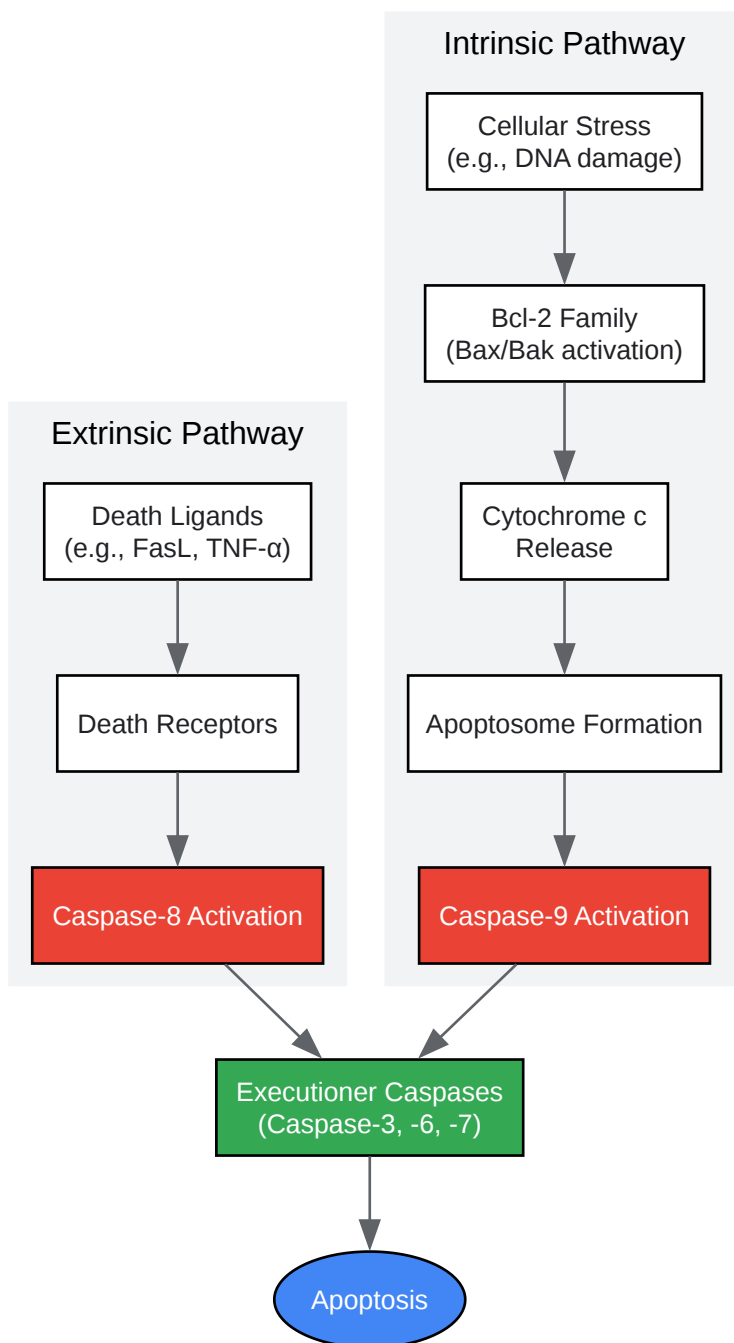 Intrinsic Pathway
Cellular Stress
(e.g., DNA damage)
Bcl-2 Family
(Bax/Bak activation)
Cytochrome c
Release
Apoptosome Formation
Caspase-9 Activation
Extrinsic Pathway
Death Ligands
(e.g., FasL, TNF-α)
Death Receptors
Caspase-8 Activation
Executioner Caspases
(Caspase-3, -6, -7)
Apoptosis